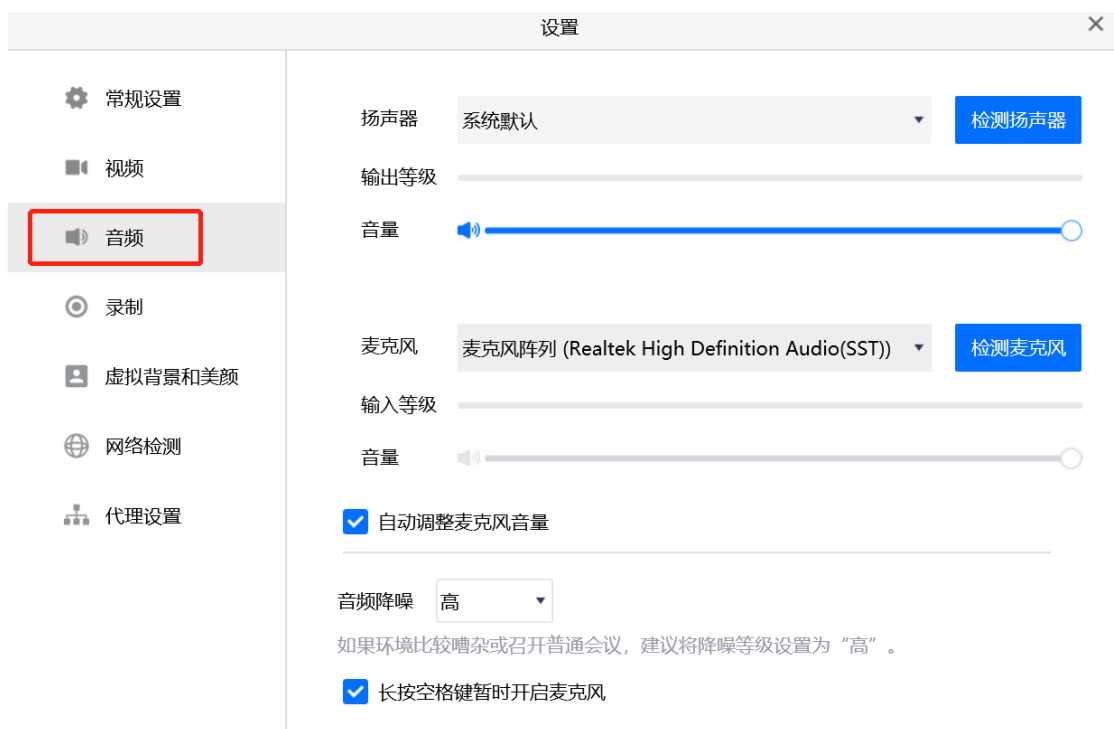 设置
常规设置
视频
音频
录制
虚拟背景和美颜
网络检测
代理设置
扬声器 系统默认 检测扬声器
输出等级
音量
麦克风 麦克风阵列 (Realtek High Definition Audio(SST)) 检测麦克风
输入等级
音量
自动调整麦克风音量
音频降噪 高
如果环境比较嘈杂或召开普通会议，建议将降噪等级设置为“高”。
长按空格键暂时开启麦克风